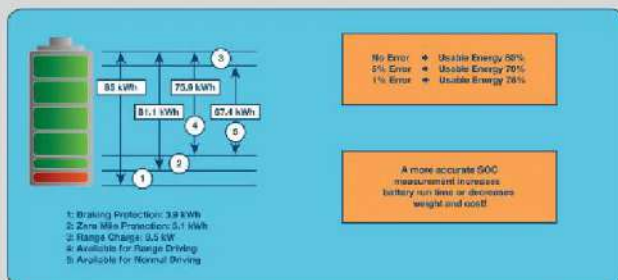 3
85 kWh
75.9 kWh
81.1 kWh
67.4 kWh
4
5
2
1
1: Braking Protection: 3.9 kWh
2: Zero Mile Protection: 5.1 kWh
3: Range Charge: 8.5 kW
4: Available for Range Driving
5: Available for Normal Driving
No Error → Usable Energy 80%
5% Error → Usable Energy 70%
1% Error → Usable Energy 78%
A more accurate SOC
measurement increases
battery run time or decreases
weight and cost!